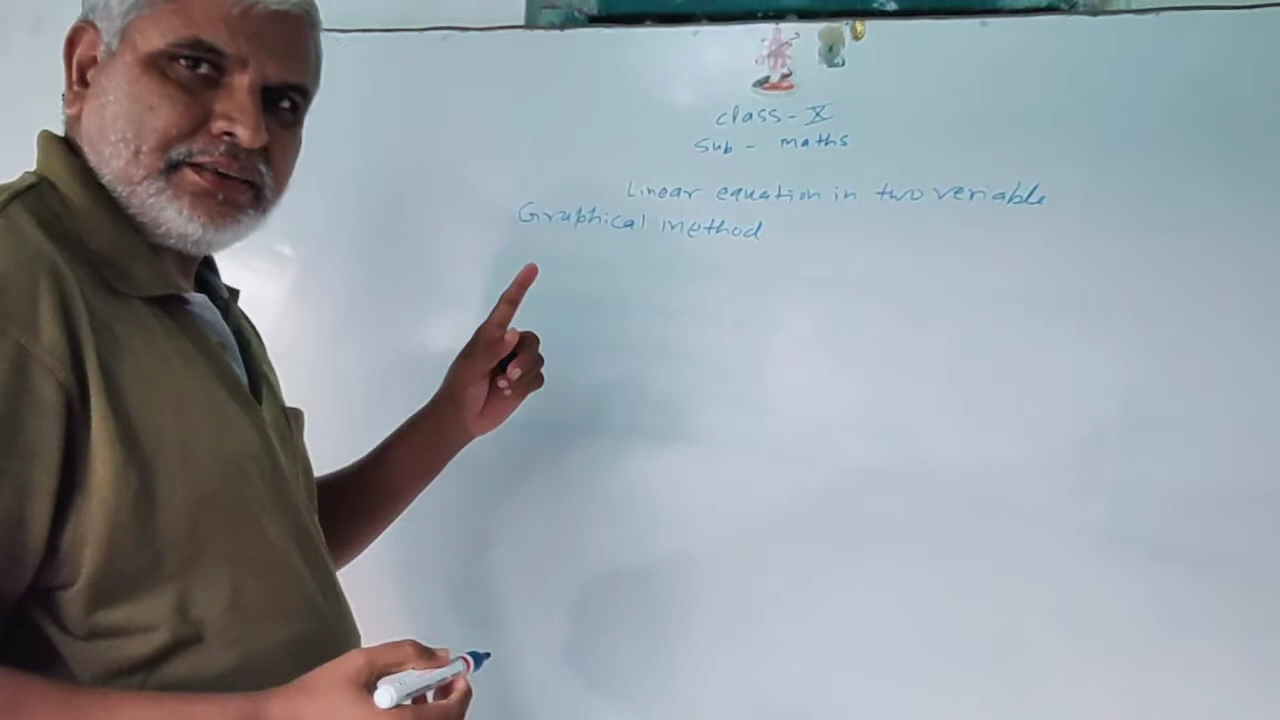 class - X
Sub - maths
Linear equation in two veriable
Graphical method